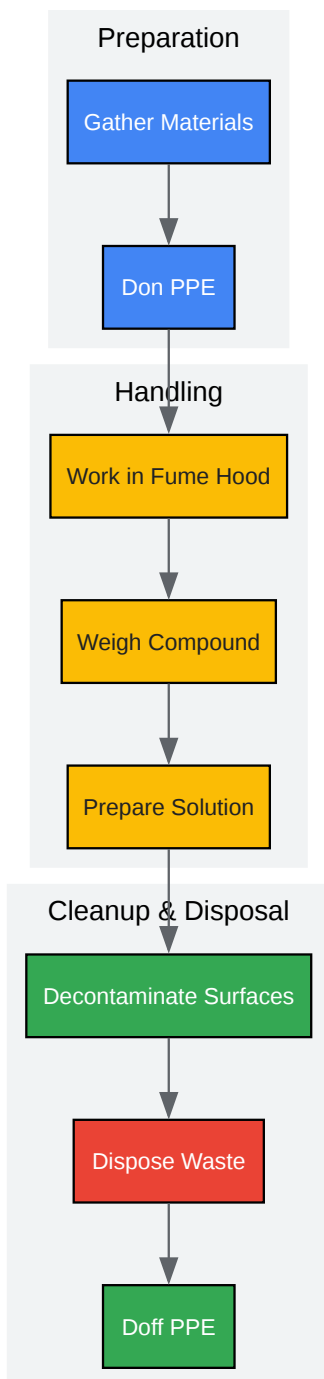 Preparation
Gather Materials
Don PPE
Handling
Work in Fume Hood
Weigh Compound
Prepare Solution
Cleanup & Disposal
Decontaminate Surfaces
Dispose Waste
Doff PPE